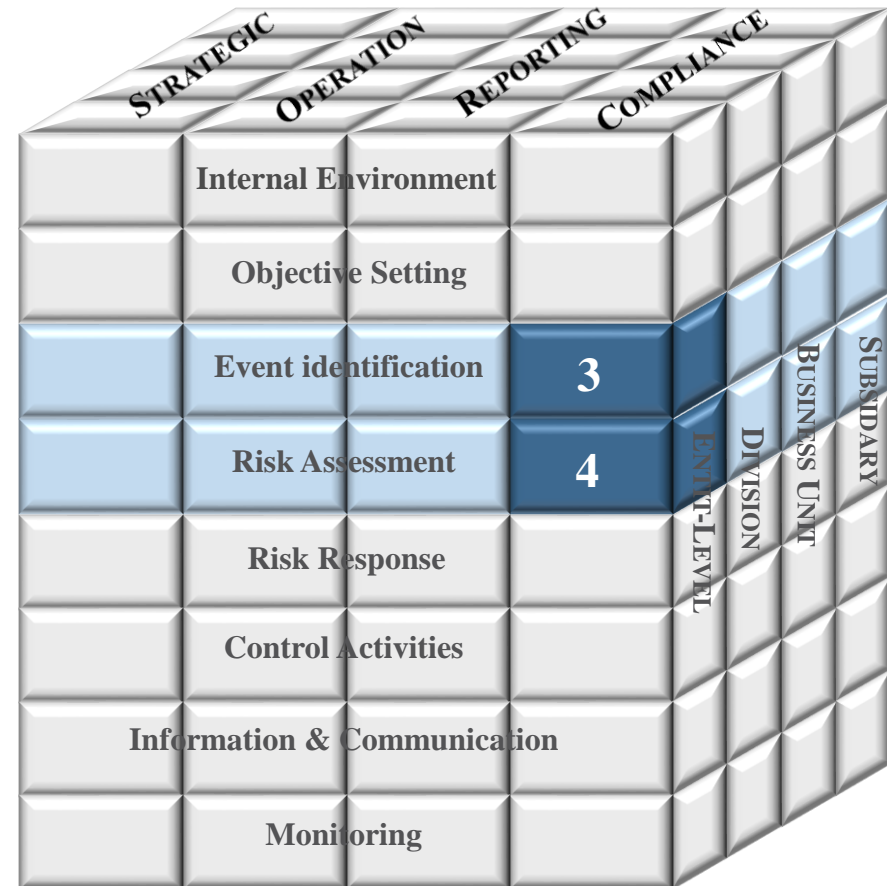 STRATEGIC
OPERATION
REPORTING
COMPLIANCE
Internal Environment
Objective Setting
Event identification
3
Risk Assessment
4
Risk Response
Control Activities
Information & Communication
Monitoring
ENTIT-LEVEL
DIVISION
BUSINESS UNIT
SUBSIDARY